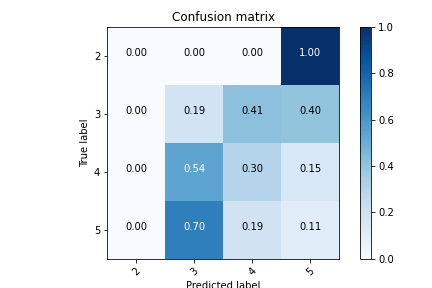 Confusion matrix
True label
2 0.00 0.00 0.00 1.00
3 0.00 0.19 0.41 0.40
4 0.00 0.54 0.30 0.15
5 0.00 0.70 0.19 0.11
2 3 4 5
Predicted label
1.0
0.8
0.6
0.4
0.2
0.0